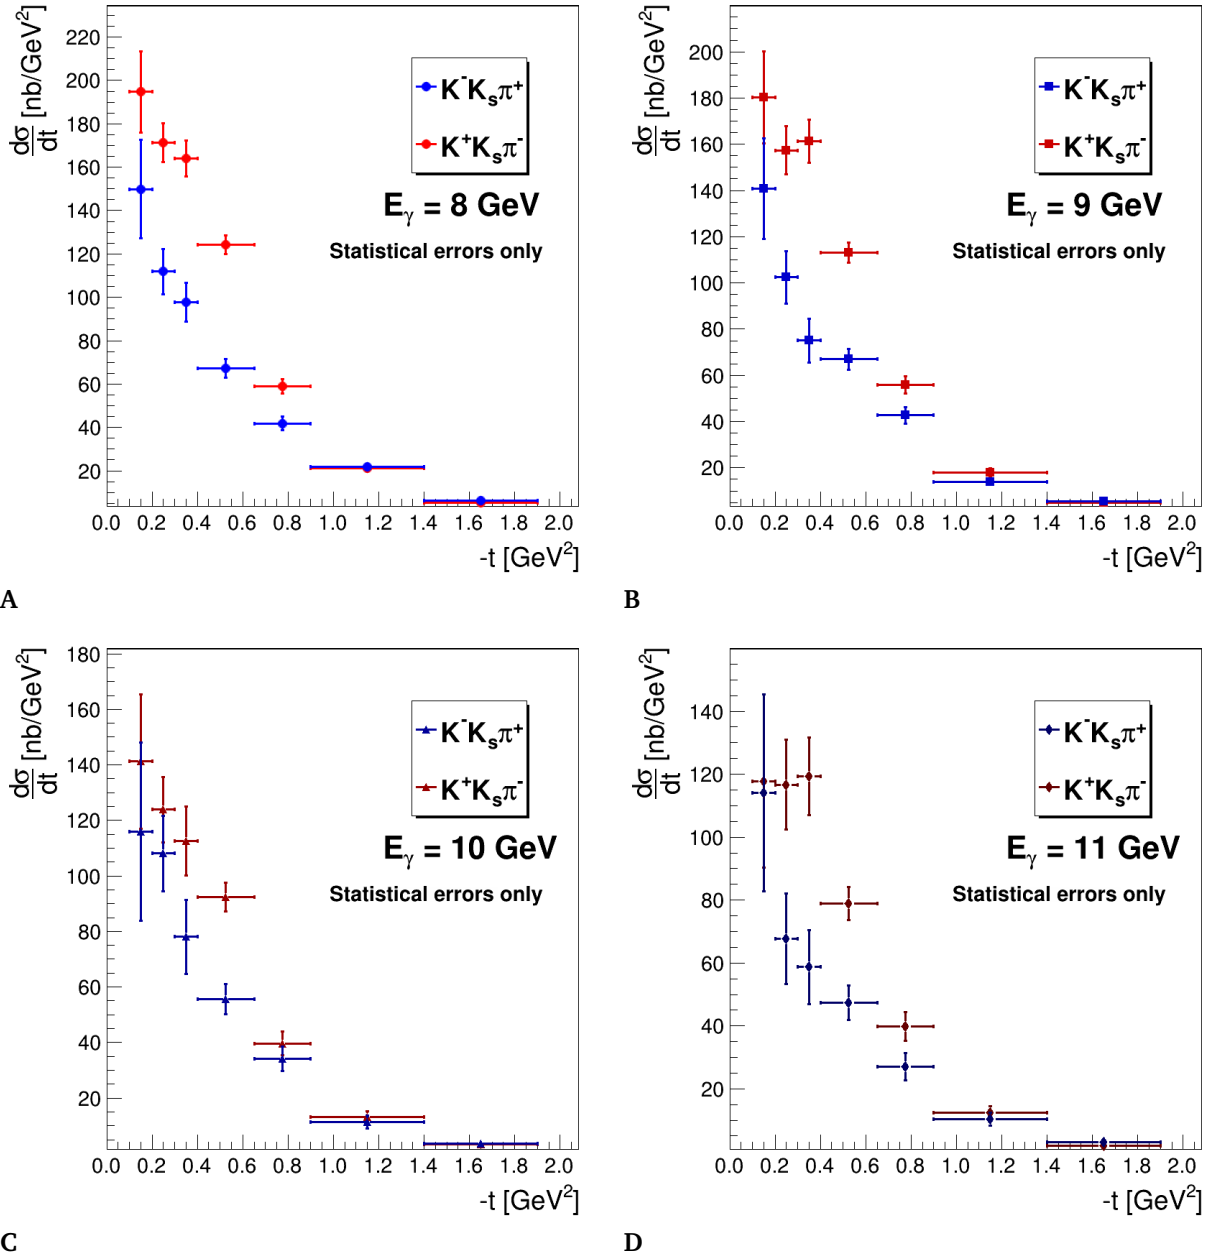 dσ/dt [nb/GeV²]
220
200
180
160
140
120
100
80
60
40
20
K⁻Kₛπ⁺
K⁺Kₛπ⁻
E_γ = 8 GeV
Statistical errors only
0.0 0.2 0.4 0.6 0.8 1.0 1.2 1.4 1.6 1.8 2.0
-t [GeV²]
A
dσ/dt [nb/GeV²]
200
180
160
140
120
100
80
60
40
20
K⁻Kₛπ⁺
K⁺Kₛπ⁻
E_γ = 9 GeV
Statistical errors only
0.0 0.2 0.4 0.6 0.8 1.0 1.2 1.4 1.6 1.8 2.0
-t [GeV²]
B
dσ/dt [nb/GeV²]
180
160
140
120
100
80
60
40
20
K⁻Kₛπ⁺
K⁺Kₛπ⁻
E_γ = 10 GeV
Statistical errors only
0.0 0.2 0.4 0.6 0.8 1.0 1.2 1.4 1.6 1.8 2.0
-t [GeV²]
C
dσ/dt [nb/GeV²]
140
120
100
80
60
40
20
K⁻Kₛπ⁺
K⁺Kₛπ⁻
E_γ = 11 GeV
Statistical errors only
0.0 0.2 0.4 0.6 0.8 1.0 1.2 1.4 1.6 1.8 2.0
-t [GeV²]
D